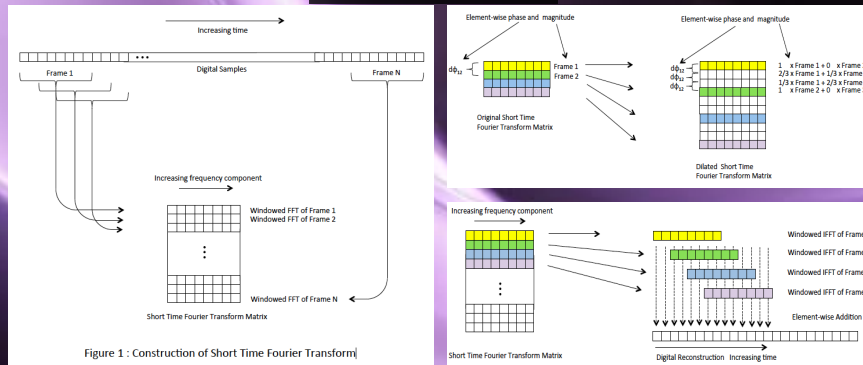 Increasing time
Digital Samples
Frame 1
Frame N
Increasing frequency component
Windowed FFT of Frame 1
Windowed FFT of Frame 2
Windowed FFT of Frame N
Short Time Fourier Transform Matrix
Figure 1 : Construction of Short Time Fourier Transform
Element-wise phase and magnitude
dϕ₁₂
Frame 1
Frame 2
Original Short Time
Fourier Transform Matrix
Element-wise phase and magnitude
dϕ₁₂
dϕ₁₂
dϕ₁₂
1 x Frame 1 + 0 x Frame
2/3 x Frame 1 + 1/3 x Frame
1/3 x Frame 1 + 2/3 x Frame
1 x Frame 2 + 0 x Frame
Dilated Short Time
Fourier Transform Matrix
Increasing frequency component
Short Time Fourier Transform Matrix
Windowed IFFT of Frame
Windowed IFFT of Frame
Windowed IFFT of Frame
Windowed IFFT of Frame
Element-wise Addition
Digital Reconstruction Increasing time